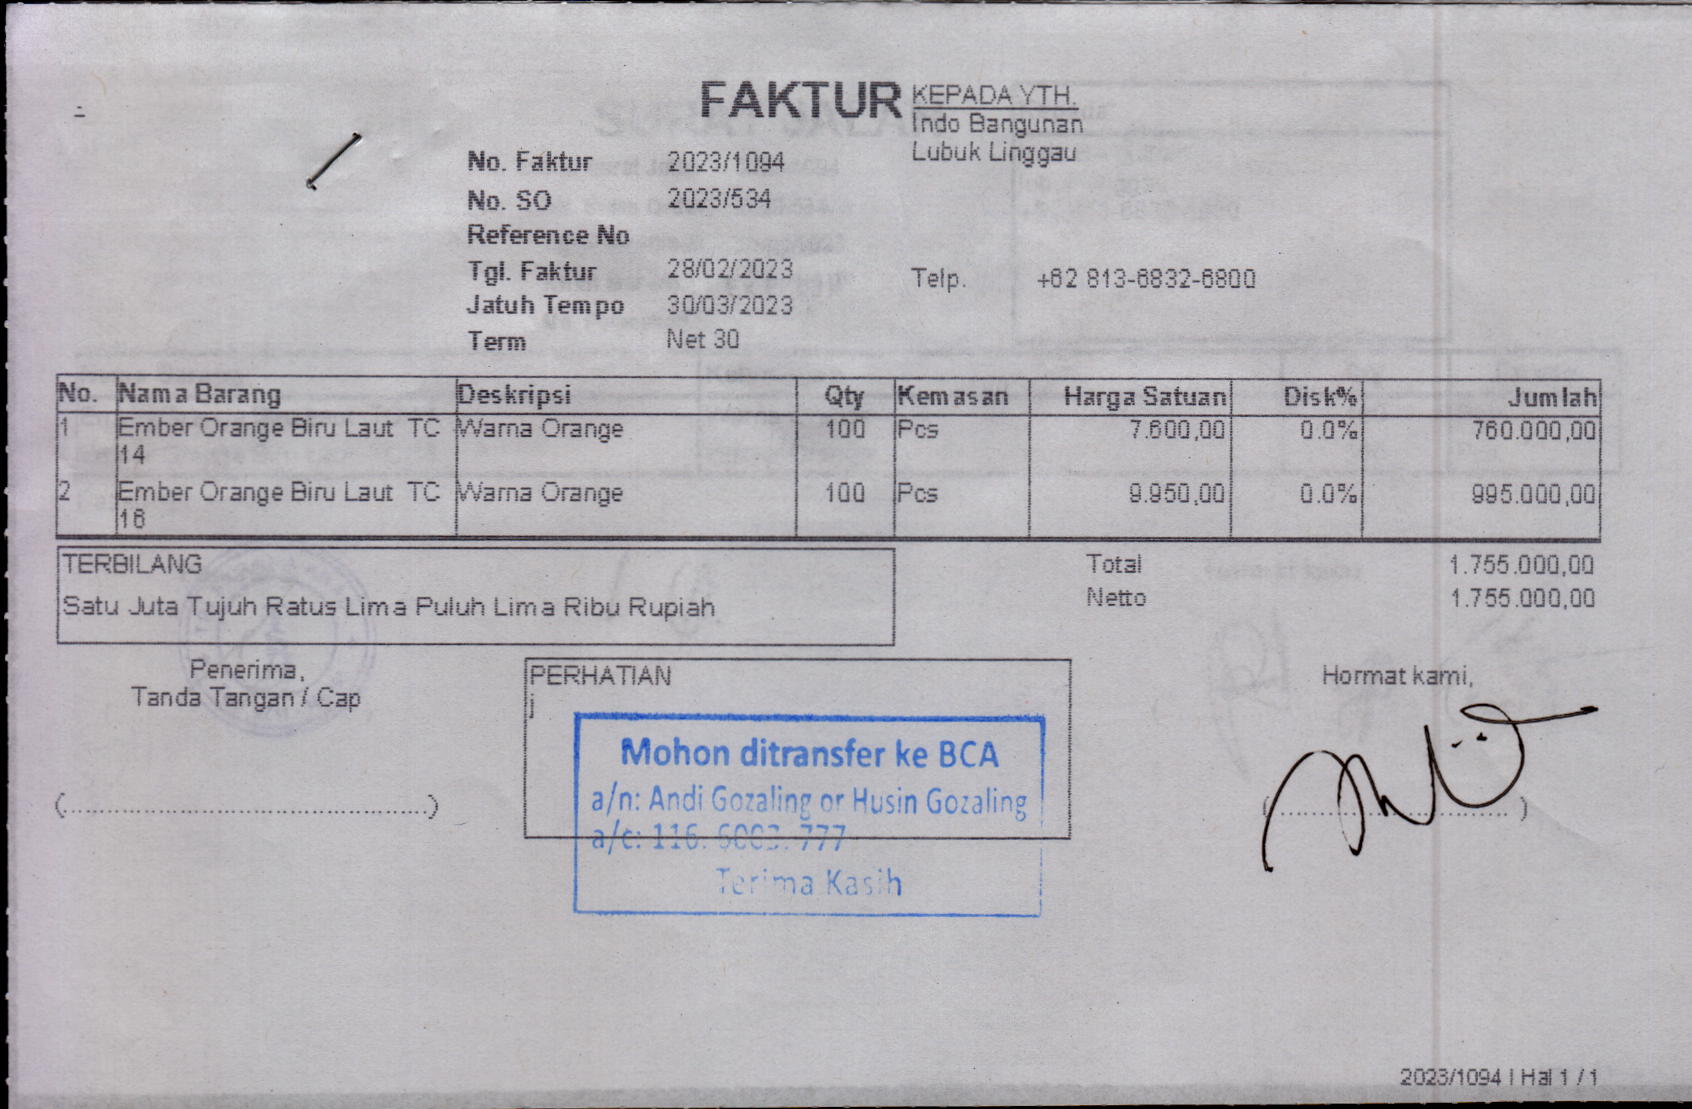 FAKTUR
KEPADA YTH.
Indo Bangunan
Lubuk Linggau
No. Faktur 2023/1094
No. SO 2023/534
Reference No
Tgl. Faktur 28/02/2023
Telp. +62 813-6832-6800
Jatuh Tempo 30/03/2023
Term Net 30
No. Nama Barang Deskripsi Qty Kemasan Harga Satuan Disk% Jumlah
1 Ember Orange Biru Laut TC Warna Orange 100 Pcs 7.600,00 0.0% 760.000,00
14
2 Ember Orange Biru Laut TC Warna Orange 100 Pcs 9.950,00 0.0% 995.000,00
16
TERBILANG
Satu Juta Tujuh Ratus Lima Puluh Lima Ribu Rupiah
Total 1.755.000,00
Netto 1.755.000,00
Penerima,
Tanda Tangan / Cap
(................................................)
PERHATIAN
j
Mohon ditransfer ke BCA
a/n: Andi Gozaling or Husin Gozaling
a/c: 116. 6003. 777
Terima Kasih
Hormat kami,
2023/1094 | Hal 1 / 1